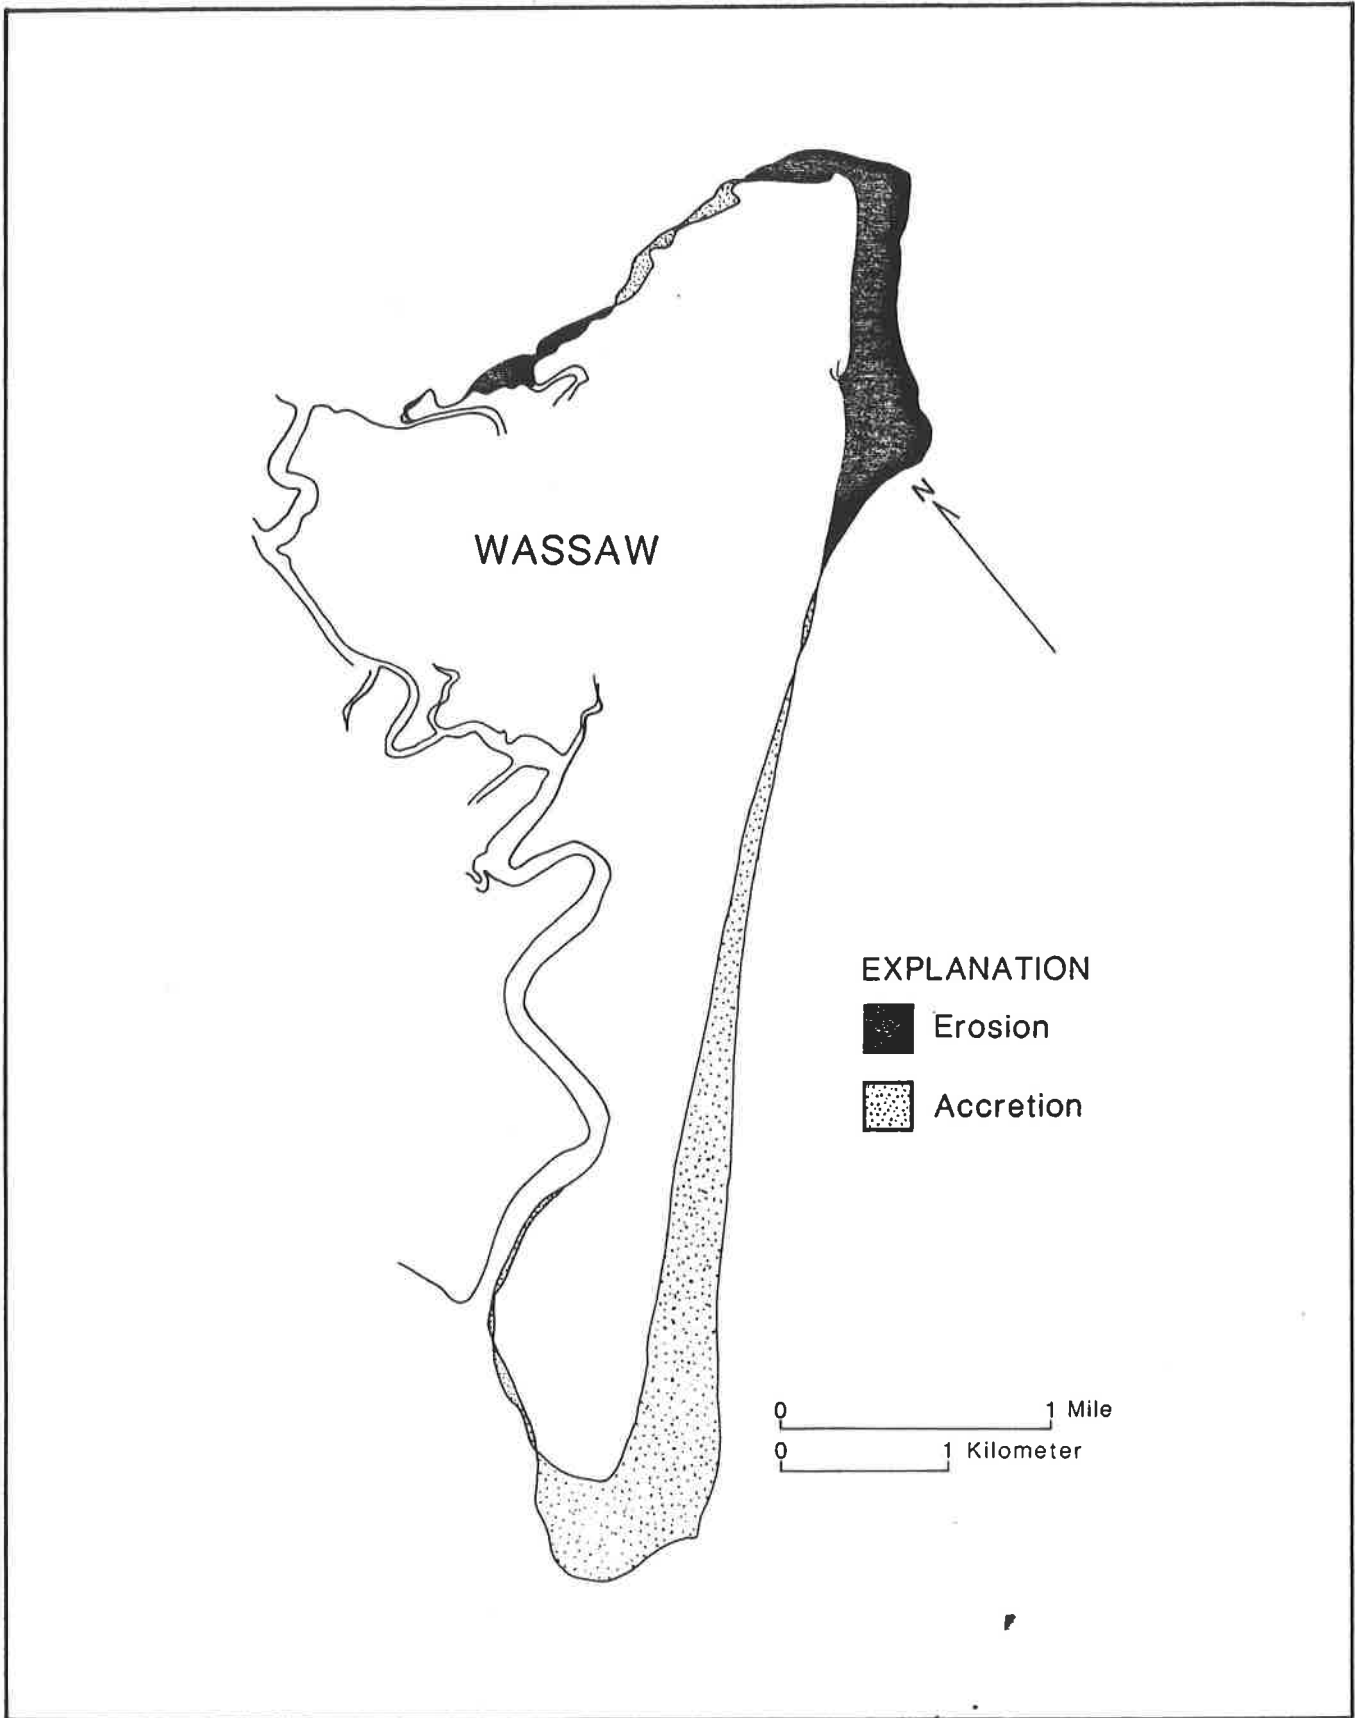 N
WASSAW
EXPLANATION
Erosion
Accretion
0 1 Mile
0 1 Kilometer